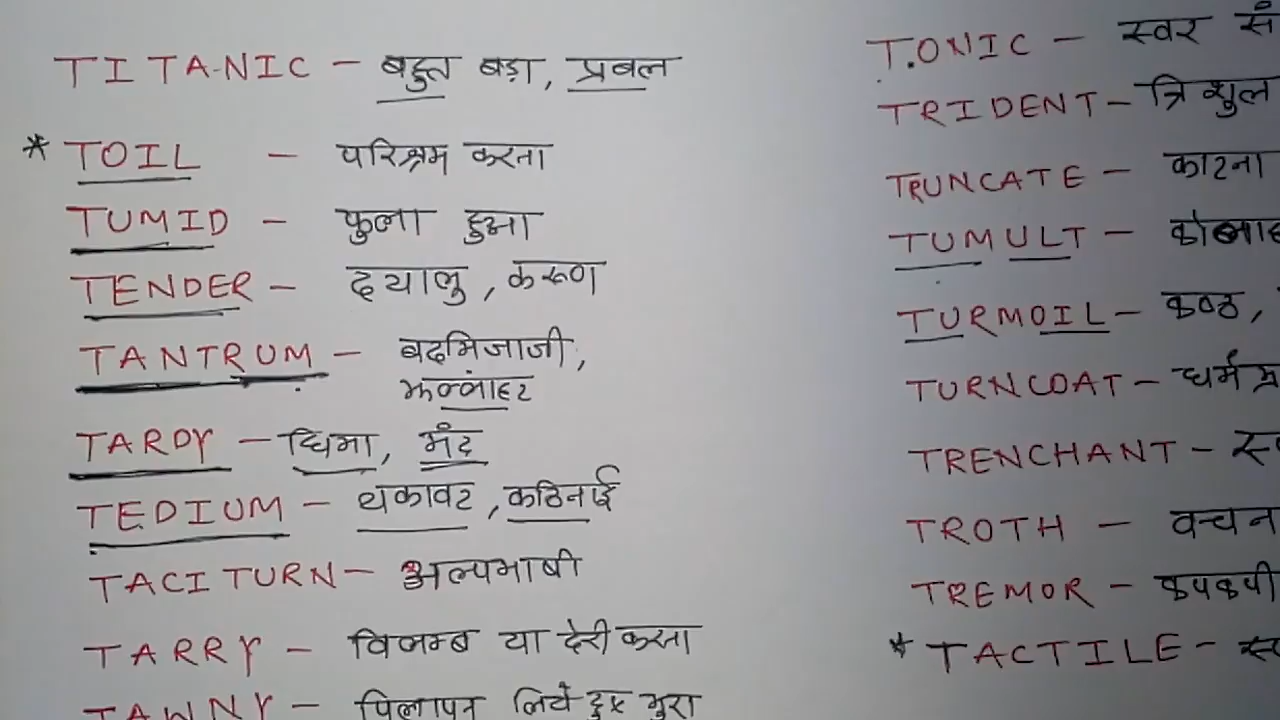 TITANIC - बहुत बड़ा, प्रबल
* TOIL - परिश्रम करना
TUMID - फुला हुआ
TENDER - दयालु, करुण
TANTRUM - बदमिजाजी,
झल्लाहट
TARDY - धिमा, मंद
TEDIUM - थकावट, कठिनाई
TACITURN - अल्पभाषी
TARRY - विलम्ब या देरी करना
TAWNY - पिलापन लिये हुए भुरा
TONIC - स्वर
TRIDENT - त्रिशुल
TRUNCATE - काटना
TUMULT -
TURMOIL - कष्ठ,
TURNCOAT - धर्म
TRENCHANT -
TROTH - वचन
TREMOR - कपकपी
* TACTILE -